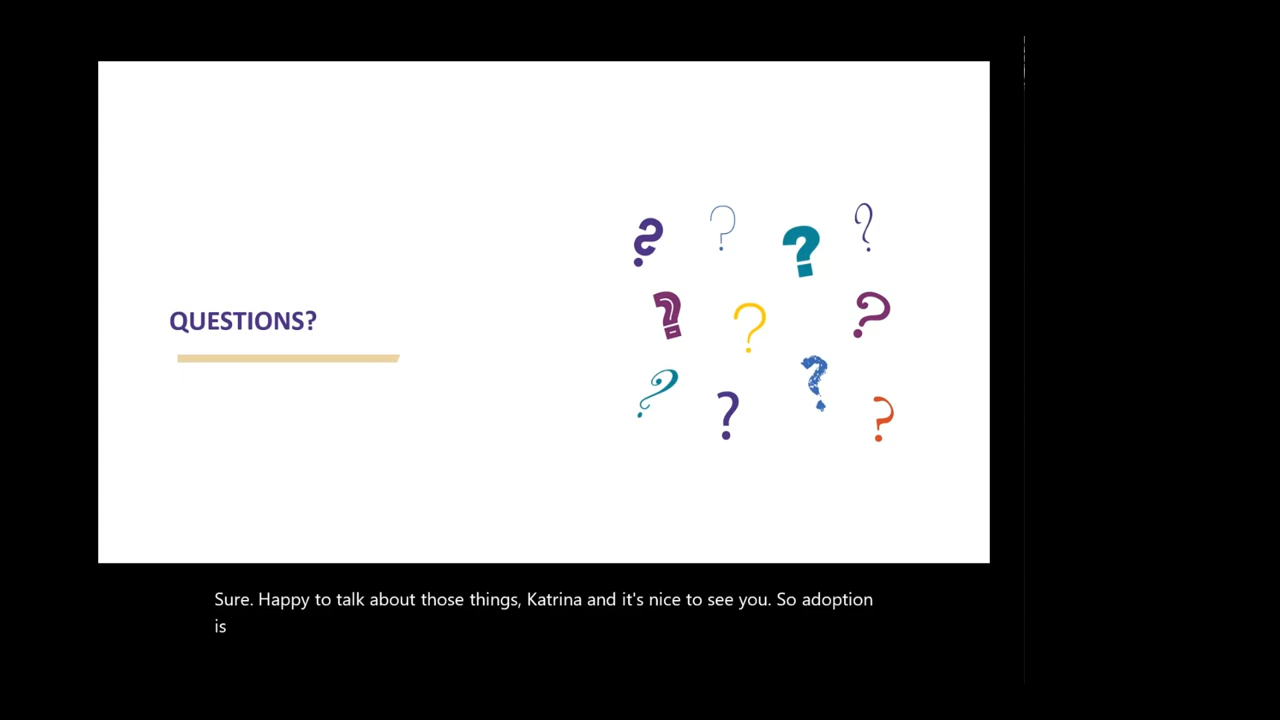 QUESTIONS?
? ? ? ?
? ? ?
? ? ? ?
Sure. Happy to talk about those things, Katrina and it's nice to see you. So adoption
is